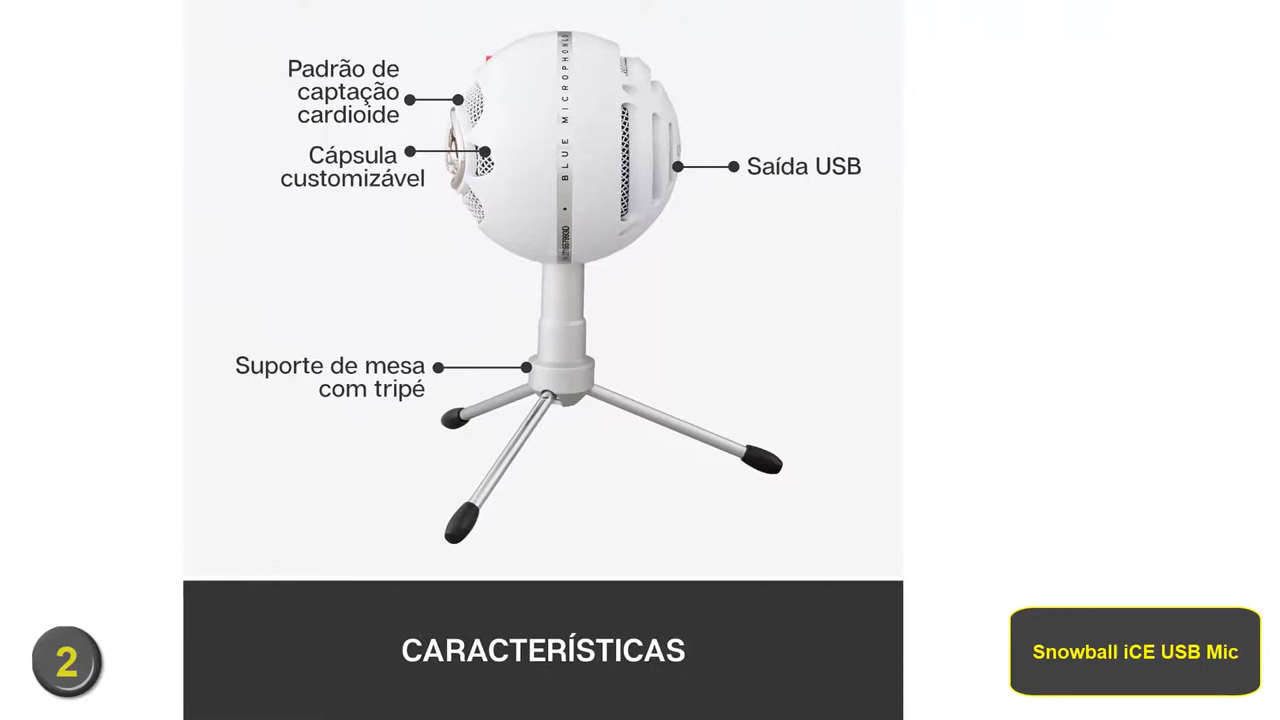 Padrão de
captação
cardioide
Cápsula
customizável
Saída USB
BLUE MICROPHONES
Suporte de mesa
com tripé
CARACTERÍSTICAS
2
Snowball iCE USB Mic